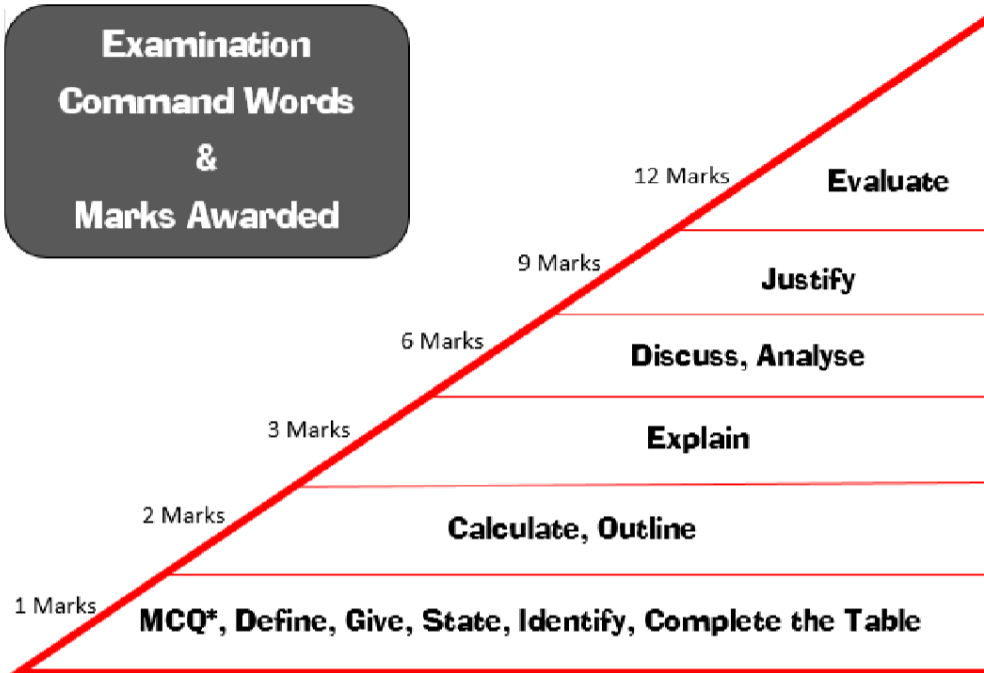 Examination
Command Words
&
Marks Awarded
12 Marks
Evaluate
9 Marks
Justify
6 Marks
Discuss, Analyse
3 Marks
Explain
2 Marks
Calculate, Outline
1 Marks
MCQ*, Define, Give, State, Identify, Complete the Table